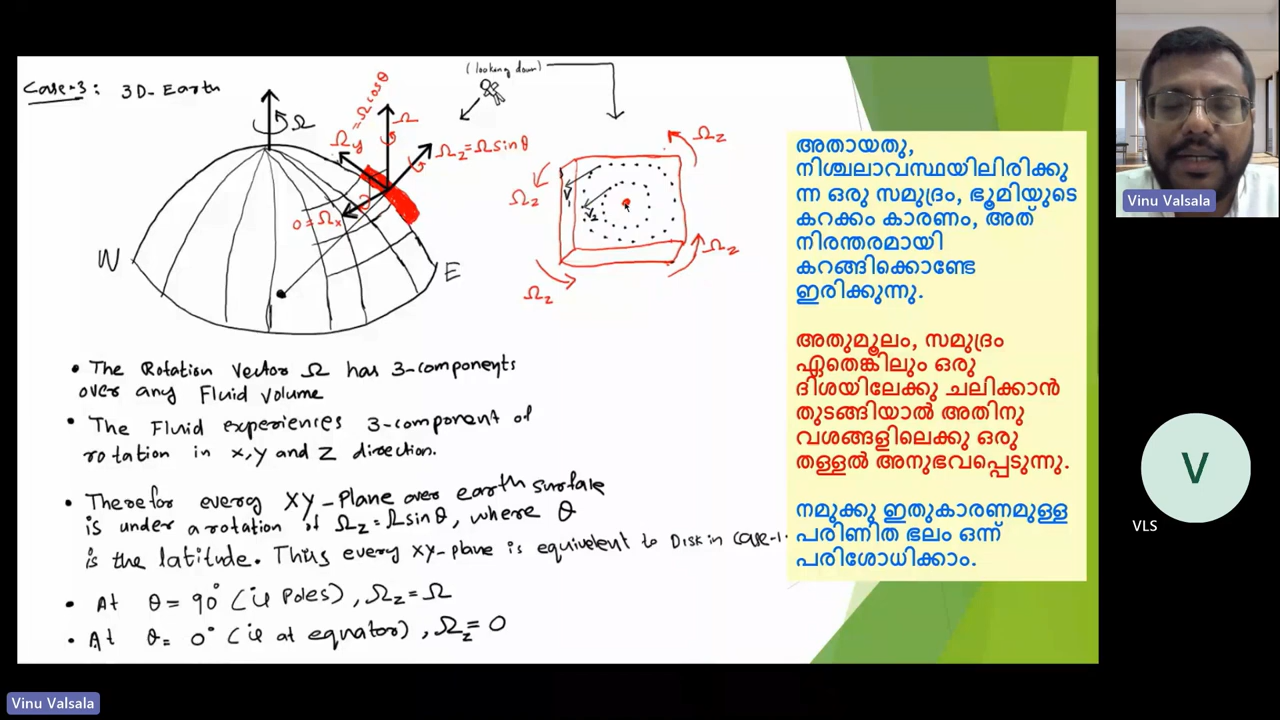 Case-3: 3D-Earth
(looking down)
Ω
Ωy = Ω cosθ
Ω
Ωz = Ω sinθ
0 = Ωx
W
E
Ωz
Ωz
Ωz
Ωz
• The Rotation Vector Ω has 3-components
over any Fluid Volume
• The Fluid experiences 3-component of
rotation in x, y and z direction.
• Therefor every XY-Plane over earth surface
is under a rotation of Ωz = Ω sinθ, where θ
is the latitude. Thus every XY-plane is equivalent to Disk in Case-1.
• At θ = 90° (ie Poles), Ωz = Ω
• At θ = 0° (ie at equator), Ωz = 0
അതായതു,
നിശ്ചലാവസ്ഥയിലിരിക്കു
ന്ന ഒരു സമുദ്രം, ഭൂമിയുടെ
കറക്കം കാരണം, അത്
നിരന്തരമായി
കറങ്ങിക്കൊണ്ടേ
ഇരിക്കുന്നു.
അതുമൂലം, സമുദ്രം
ഏതെങ്കിലും ഒരു
ദിശയിലേക്കു ചലിക്കാൻ
തുടങ്ങിയാൽ അതിനു
വശങ്ങളിലെക്കു ഒരു
തള്ളൽ അനുഭവപ്പെടുന്നു.
നമുക്കു ഇതുകാരണമുള്ള
പരിണിത ഭലം ഒന്ന്
പരിശോധിക്കാം.
Vinu Valsala
V
VLS
Vinu Valsala